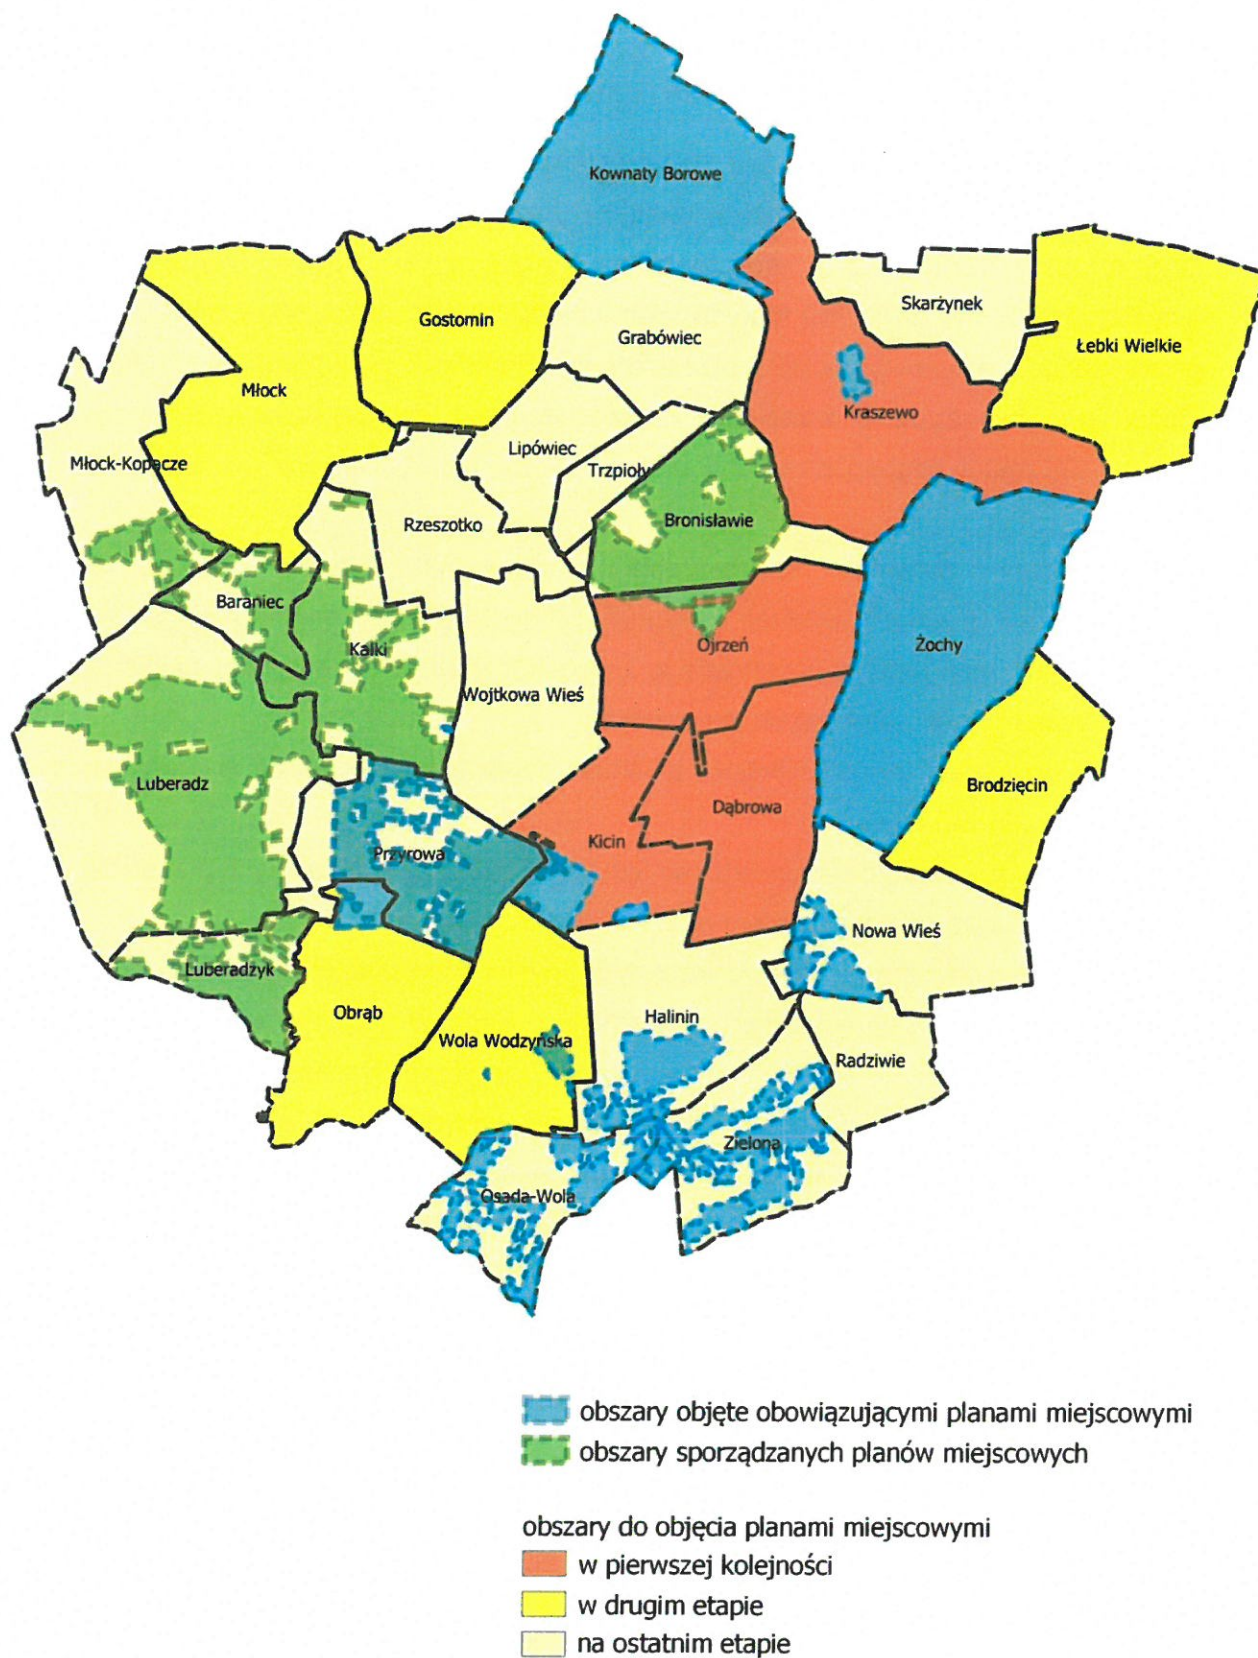 Kownaty Borowe
Skarżynek
Gostomin
Grabówiec
Łebki Wielkie
Młock
Kraszewo
Lipówiec
Młock-Kopacze
Trzpioły
Rzeszotko
Bronisławie
Baraniec
Kałki
Ojrzeń
Żochy
Wojtkowa Wieś
Luberadz
Brodzięcin
Dąbrowa
Kicin
Przyrowa
Nowa Wieś
Luberadzyk
Obrąb
Halinin
Wola Wodzyńska
Radziwie
Zielona
Osada-Wola
obszary objęte obowiązującymi planami miejscowymi
obszary sporządzanych planów miejscowych
obszary do objęcia planami miejscowymi
w pierwszej kolejności
w drugim etapie
na ostatnim etapie